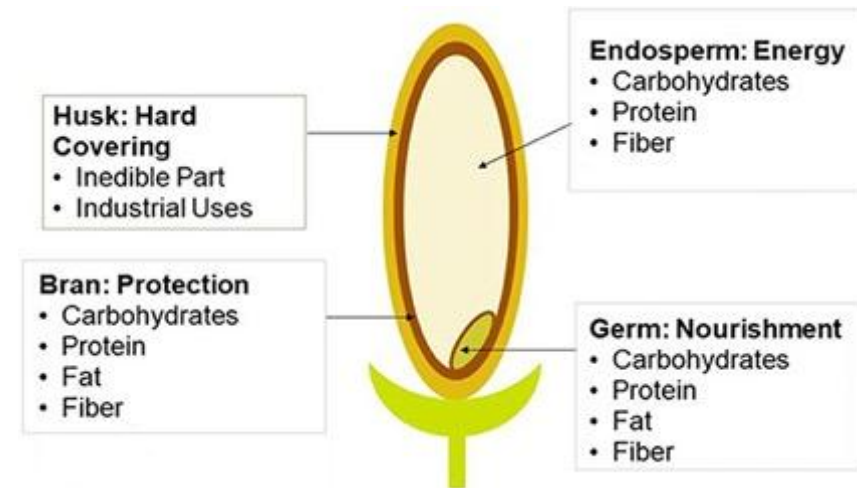 Husk: Hard
Covering
• Inedible Part
• Industrial Uses
Bran: Protection
• Carbohydrates
• Protein
• Fat
• Fiber
Endosperm: Energy
• Carbohydrates
• Protein
• Fiber
Germ: Nourishment
• Carbohydrates
• Protein
• Fat
• Fiber